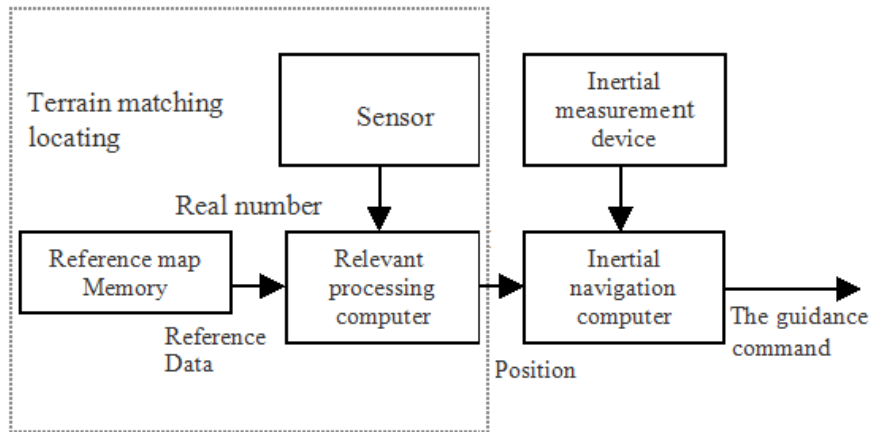 Terrain matching
locating
Sensor
Inertial
measurement
device
Real number
Reference map
Memory
Relevant
processing
computer
Inertial
navigation
computer
Reference
Data
Position
The guidance
command